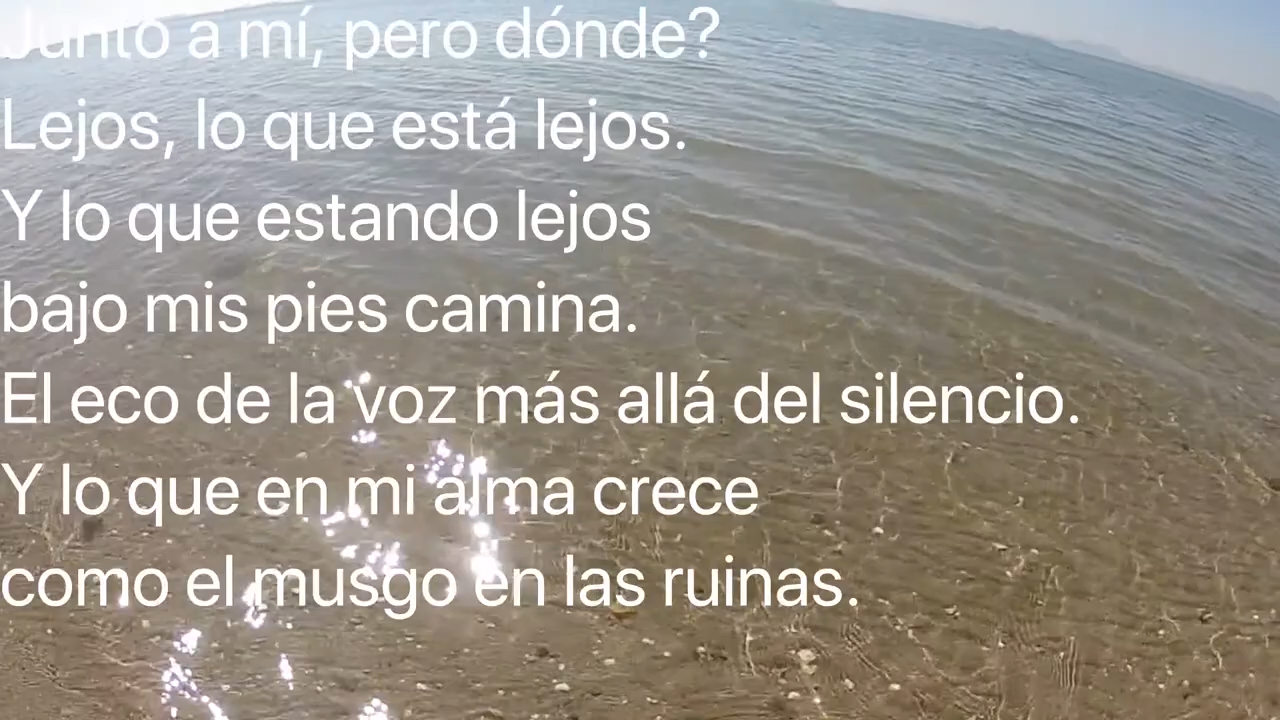 Junto a mí, pero dónde?
Lejos, lo que está lejos.
Y lo que estando lejos
bajo mis pies camina.
El eco de la voz más allá del silencio.
Y lo que en mi alma crece
como el musgo en las ruinas.